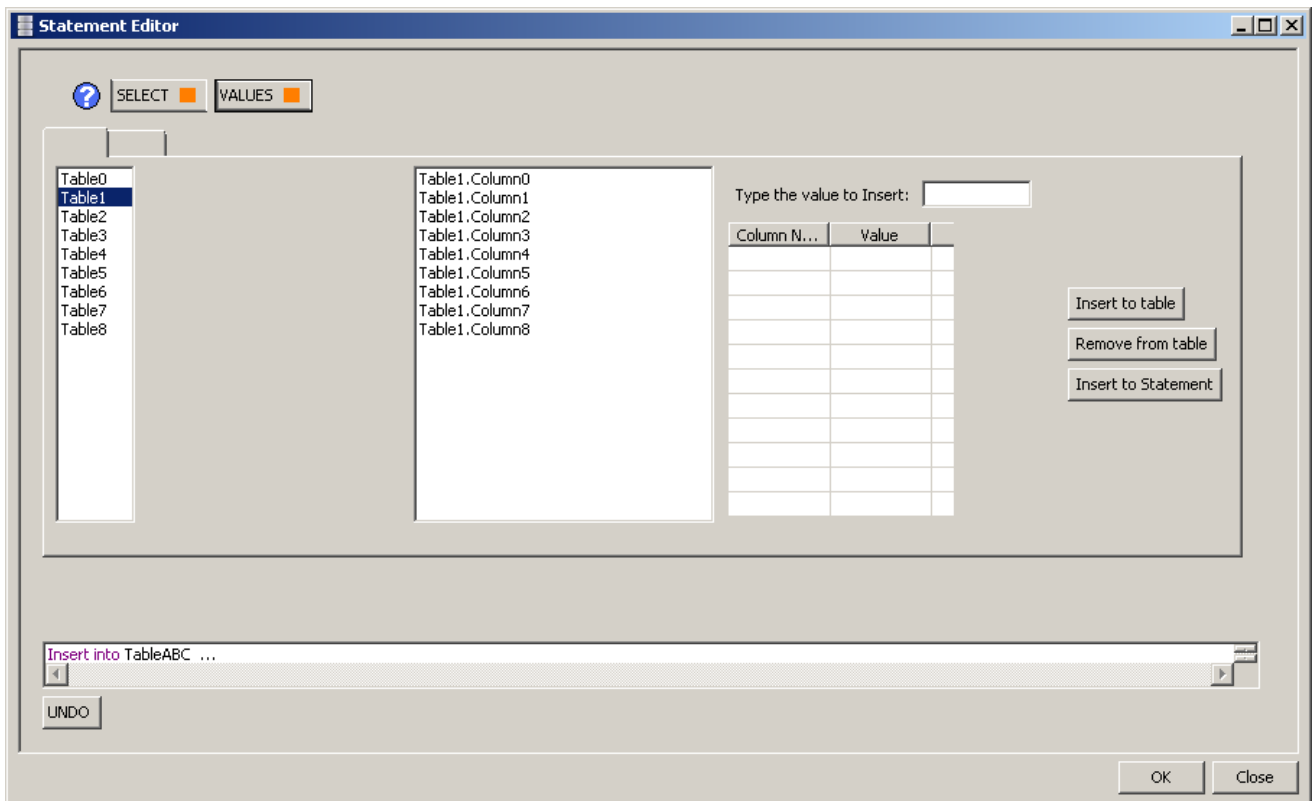 Statement Editor
?
SELECT
VALUES
Table0
Table1
Table2
Table3
Table4
Table5
Table6
Table7
Table8
Table1.Column0
Table1.Column1
Table1.Column2
Table1.Column3
Table1.Column4
Table1.Column5
Table1.Column6
Table1.Column7
Table1.Column8
Type the value to Insert:
Column N... Value
Insert to table
Remove from table
Insert to Statement
Insert into TableABC ...
UNDO
OK
Close